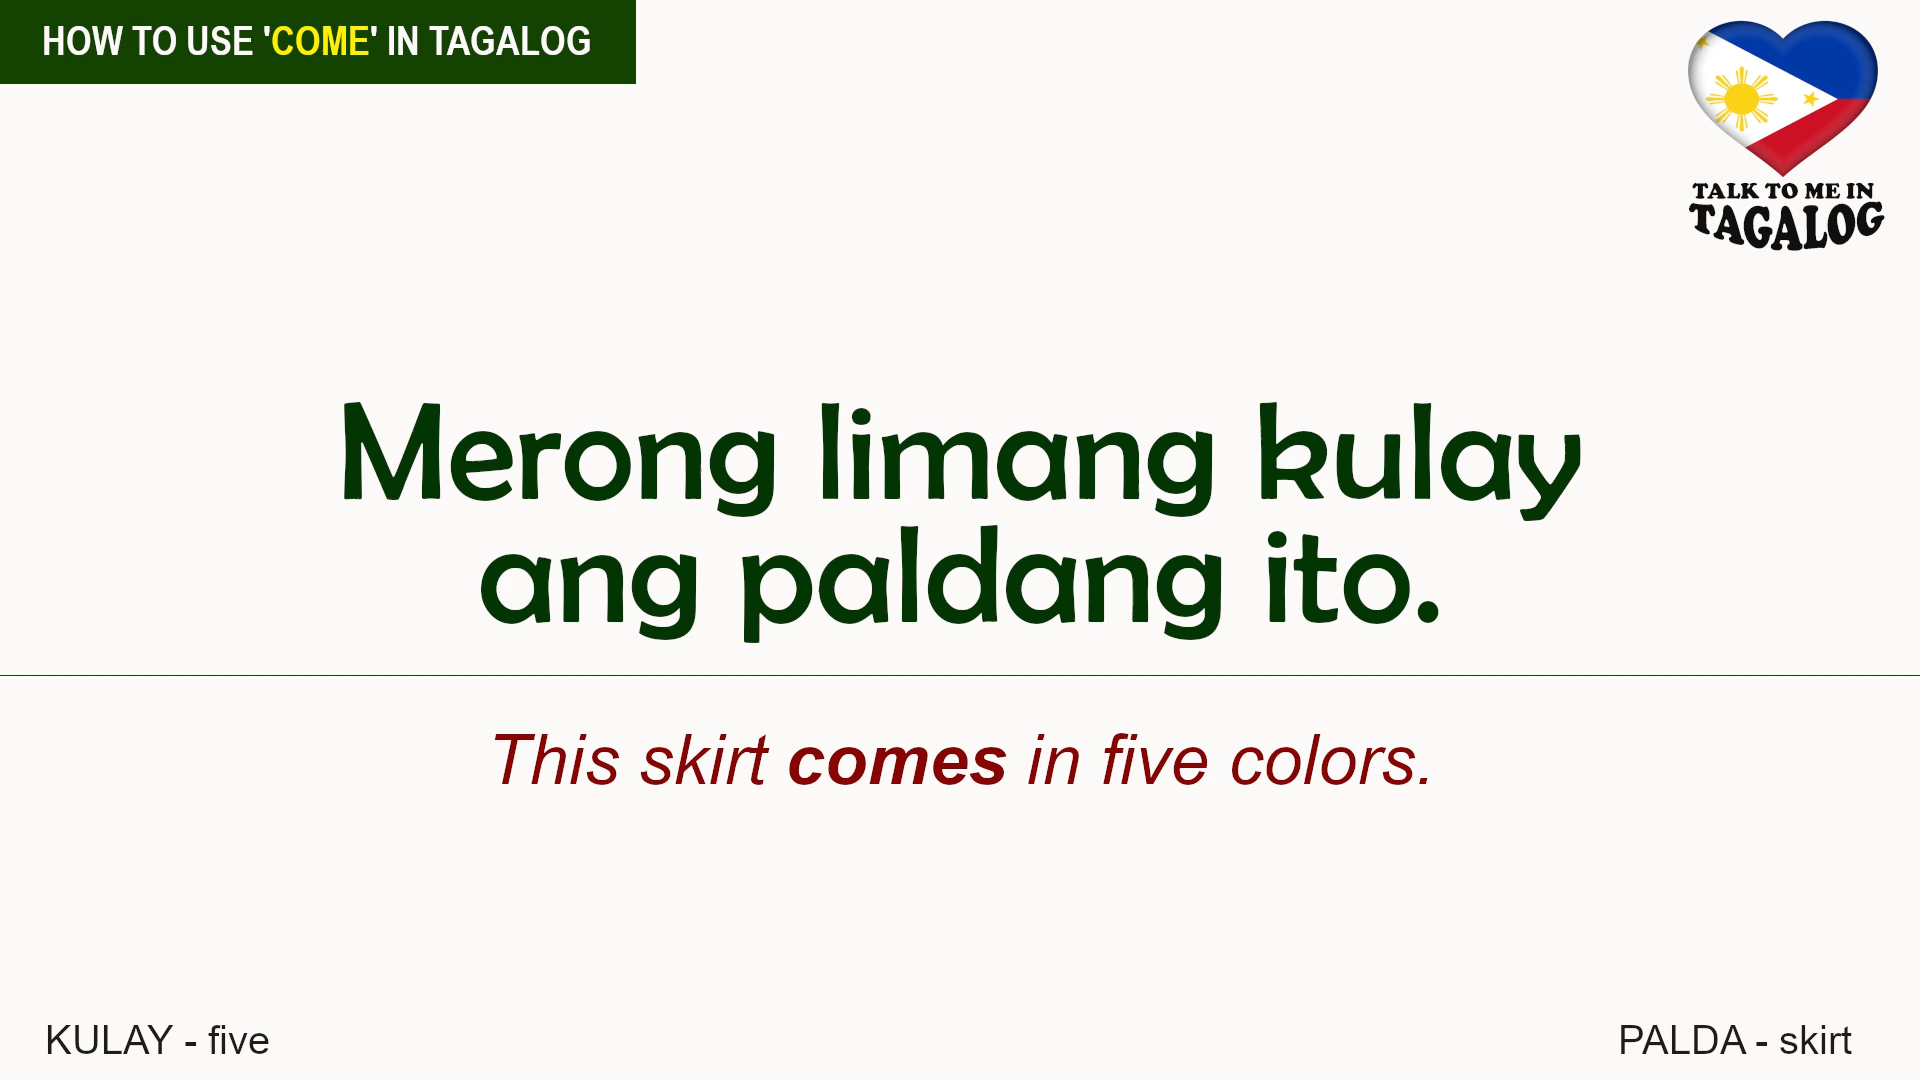 HOW TO USE 'COME' IN TAGALOG
TALK TO ME IN
TAGALOG
Merong limang kulay
ang paldang ito.
This skirt comes in five colors.
KULAY - five
PALDA - skirt